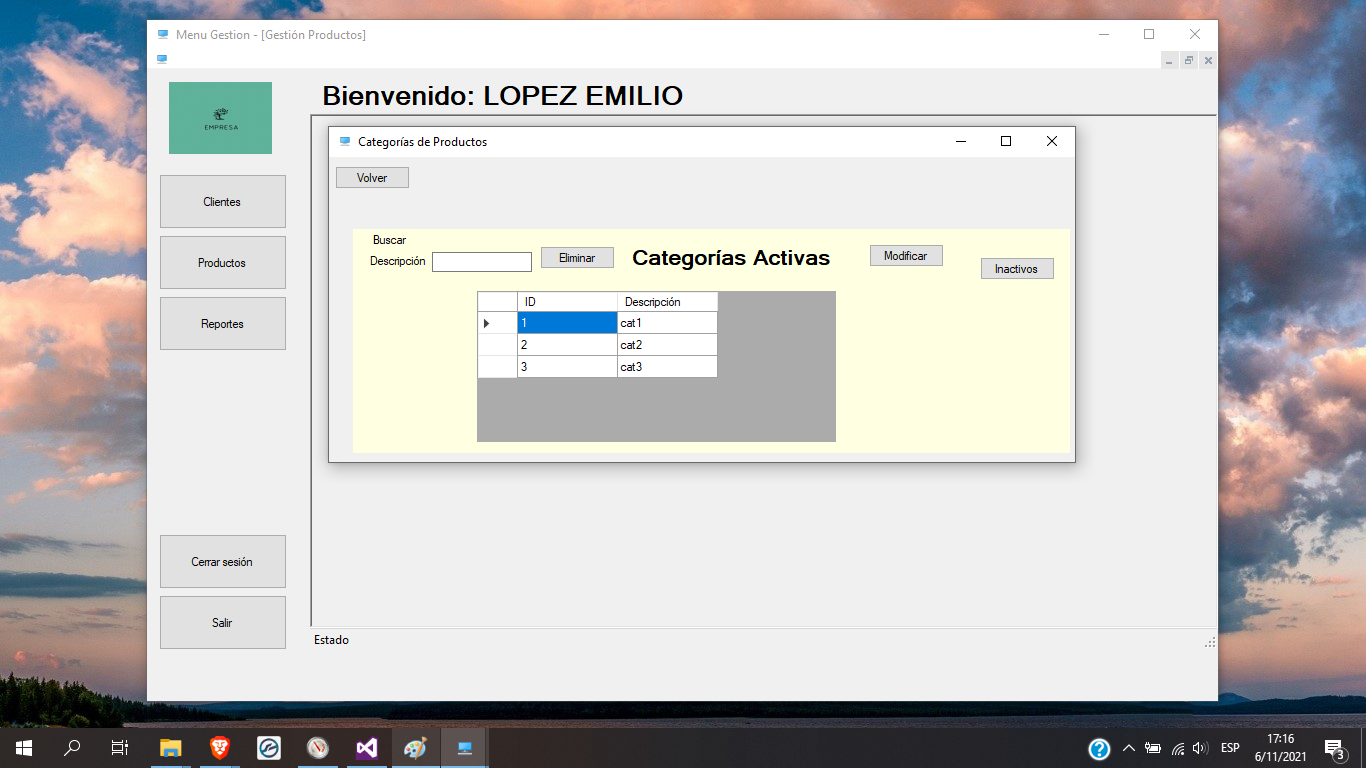 Menu Gestion - [Gestión Productos]
EMPRESA
Bienvenido: LOPEZ EMILIO
Categorías de Productos
Volver
Clientes
Productos
Reportes
Buscar
Descripción
Eliminar
Categorías Activas
Modificar
Inactivos
ID Descripción
1 cat1
2 cat2
3 cat3
Cerrar sesión
Salir
Estado
ESP
17:16
6/11/2021
3